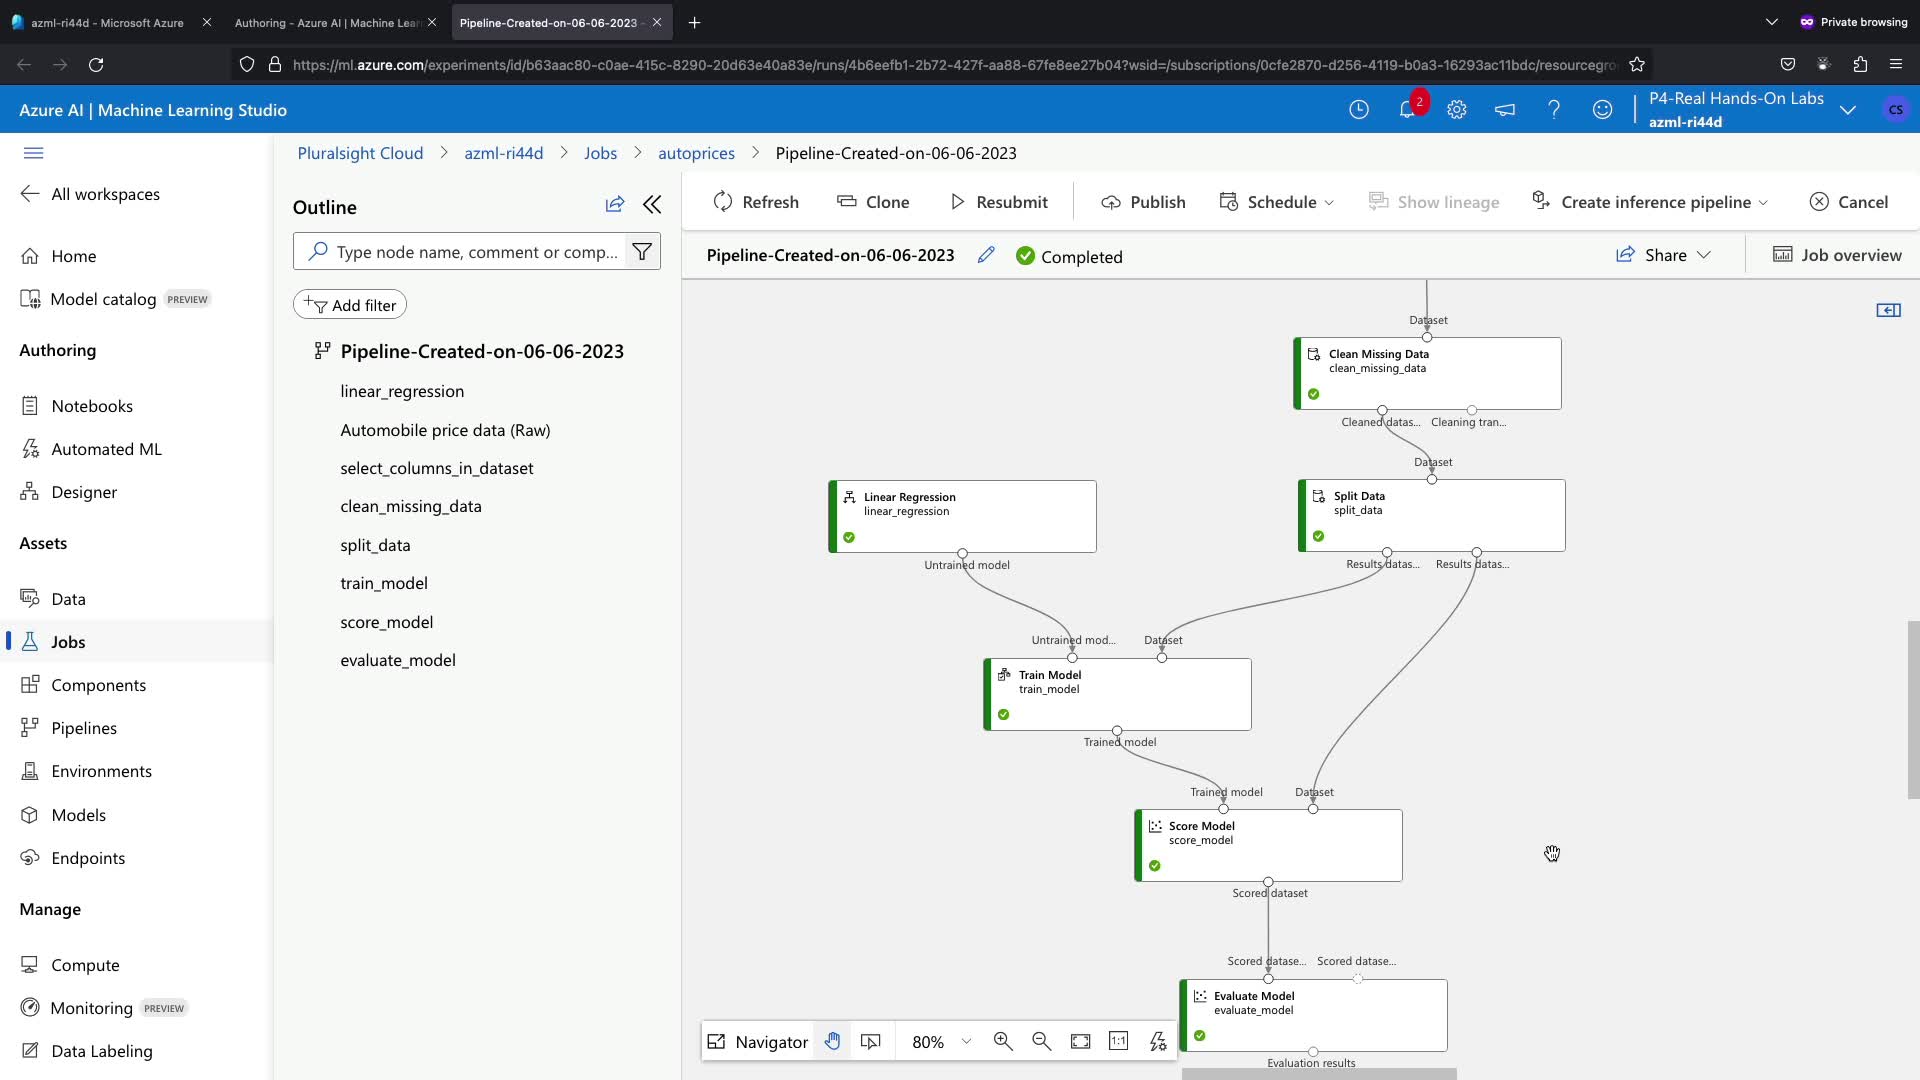 azml-ri44d - Microsoft Azure
Authoring - Azure AI | Machine Lear
Pipeline-Created-on-06-06-2023 -
Private browsing
https://ml.azure.com/experiments/id/b63aac80-c0ae-415c-8290-20d63e40a83e/runs/4b6eefb1-2b72-427f-aa88-67fe8ee27b04?wsid=/subscriptions/0cfe2870-d256-4119-b0a3-16293ac11bdc/resourcegro
Azure AI | Machine Learning Studio
2
P4-Real Hands-On Labs
azml-ri44d
CS
Pluralsight Cloud > azml-ri44d > Jobs > autoprices > Pipeline-Created-on-06-06-2023
All workspaces
Home
Model catalog PREVIEW
Authoring
Notebooks
Automated ML
Designer
Assets
Data
Jobs
Components
Pipelines
Environments
Models
Endpoints
Manage
Compute
Monitoring PREVIEW
Data Labeling
Outline
Type node name, comment or comp...
Add filter
Pipeline-Created-on-06-06-2023
linear_regression
Automobile price data (Raw)
select_columns_in_dataset
clean_missing_data
split_data
train_model
score_model
evaluate_model
Refresh
Clone
Resubmit
Publish
Schedule
Show lineage
Create inference pipeline
Cancel
Pipeline-Created-on-06-06-2023
Completed
Share
Job overview
Dataset
Clean Missing Data
clean_missing_data
Cleaned datas...
Cleaning tran...
Dataset
Linear Regression
linear_regression
Untrained model
Split Data
split_data
Results datas...
Results datas...
Untrained mod...
Dataset
Train Model
train_model
Trained model
Trained model
Dataset
Score Model
score_model
Scored dataset
Scored datase...
Scored datase...
Evaluate Model
evaluate_model
Evaluation results
Navigator
80%
1:1